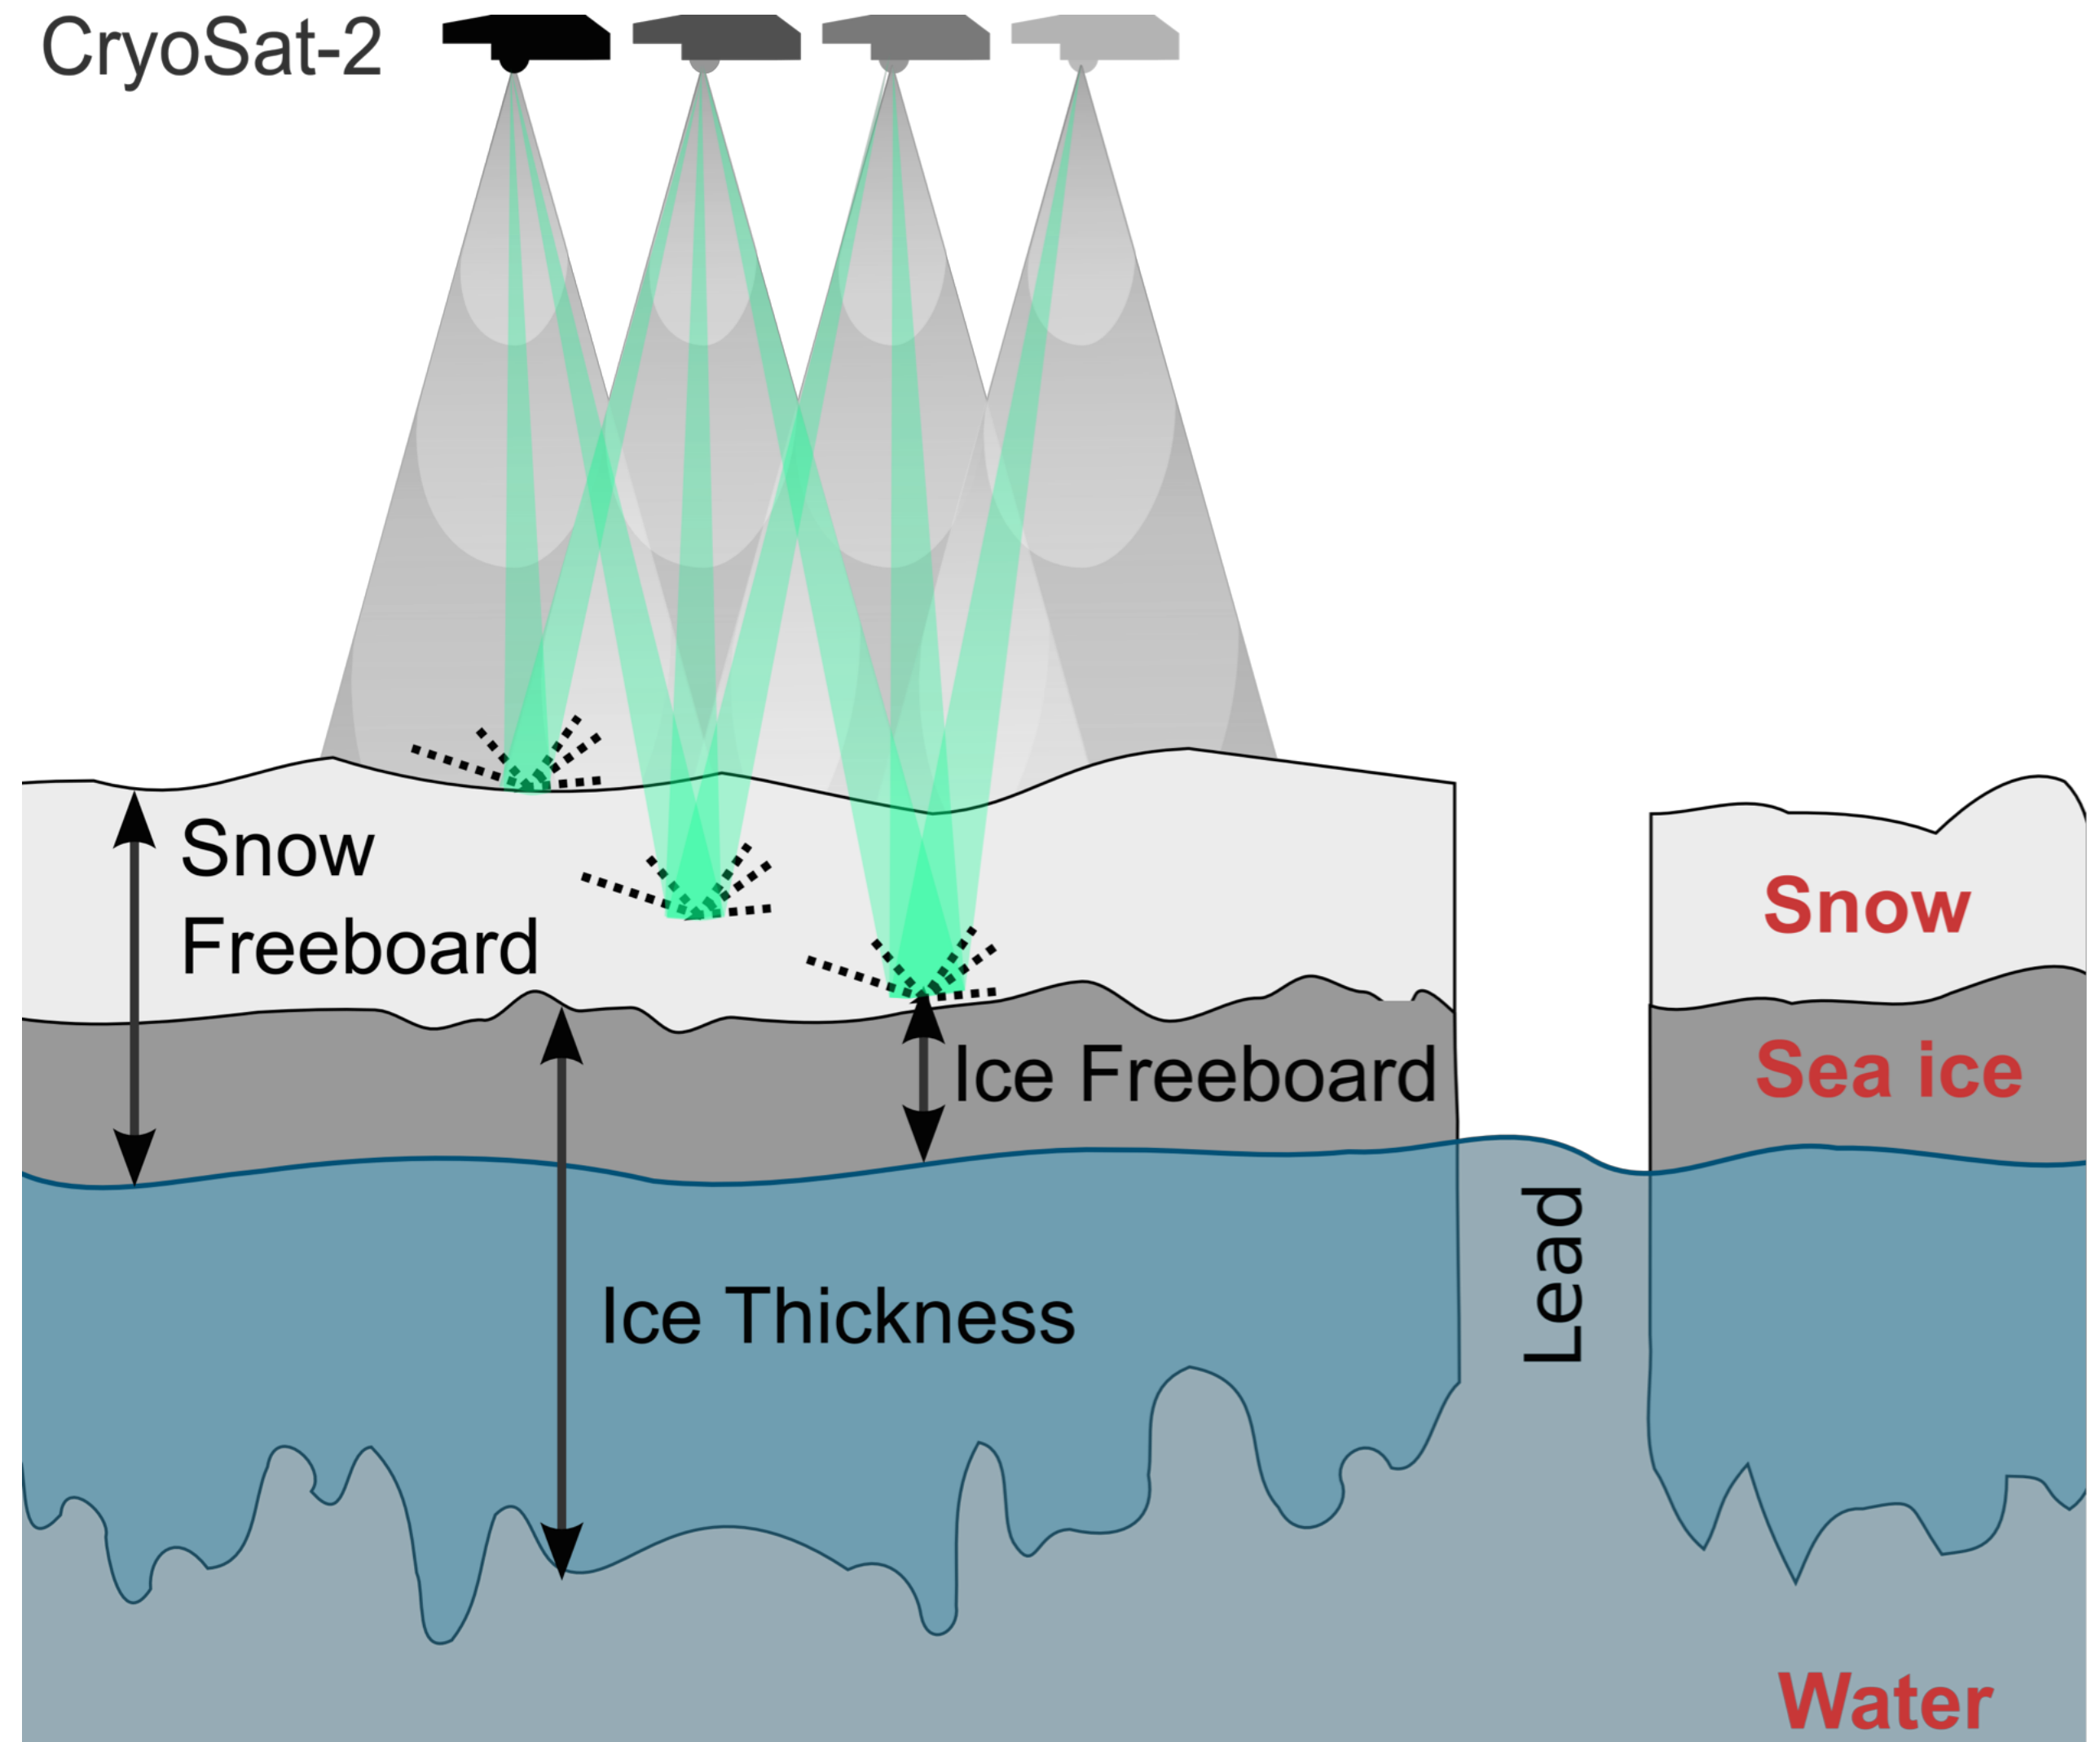 CryoSat-2
Snow
Freeboard
Snow
Ice Freeboard
Sea ice
Lead
Ice Thickness
Water